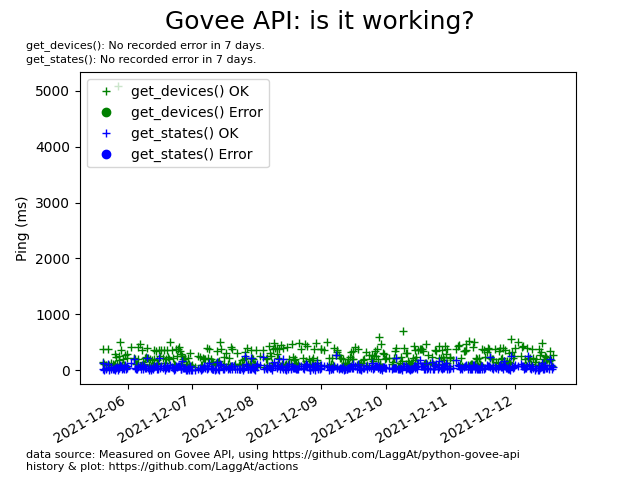 Govee API: is it working?
get_devices(): No recorded error in 7 days.
get_states(): No recorded error in 7 days.
get_devices() OK
get_devices() Error
get_states() OK
get_states() Error
Ping (ms)
5000
4000
3000
2000
1000
0
2021-12-06
2021-12-07
2021-12-08
2021-12-09
2021-12-10
2021-12-11
2021-12-12
data source: Measured on Govee API, using https://github.com/LaggAt/python-govee-api
history & plot: https://github.com/LaggAt/actions